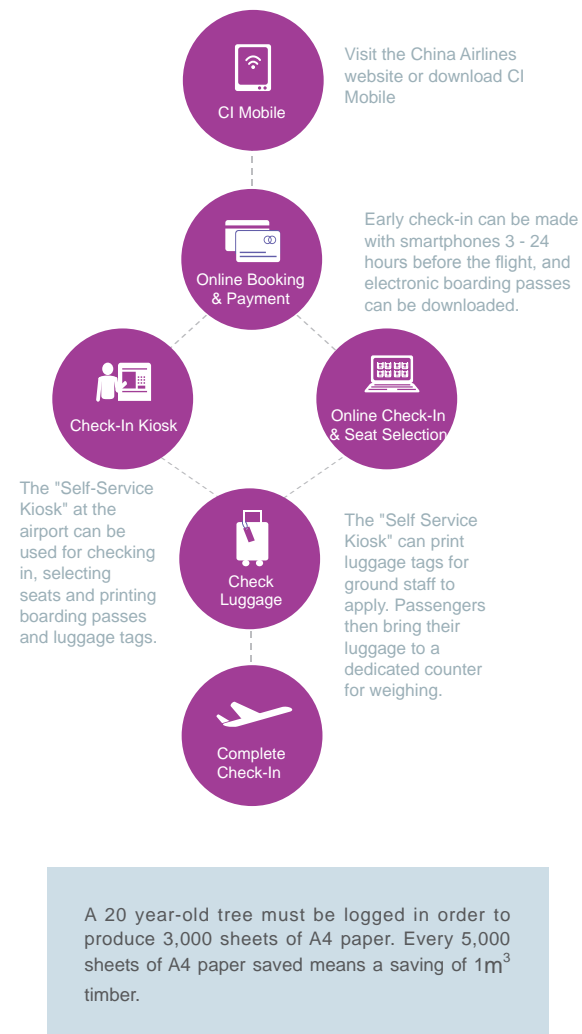 CI Mobile
Visit the China Airlines
website or download CI
Mobile
Online Booking
& Payment
Early check-in can be made
with smartphones 3 - 24
hours before the flight, and
electronic boarding passes
can be downloaded.
Check-In Kiosk
Online Check-In
& Seat Selection
The "Self-Service
Kiosk" at the
airport can be
used for checking
in, selecting
seats and printing
boarding passes
and luggage tags.
Check
Luggage
The "Self Service
Kiosk" can print
luggage tags for
ground staff to
apply. Passengers
then bring their
luggage to a
dedicated counter
for weighing.
Complete
Check-In
A 20 year-old tree must be logged in order to
produce 3,000 sheets of A4 paper. Every 5,000
sheets of A4 paper saved means a saving of 1m³
timber.